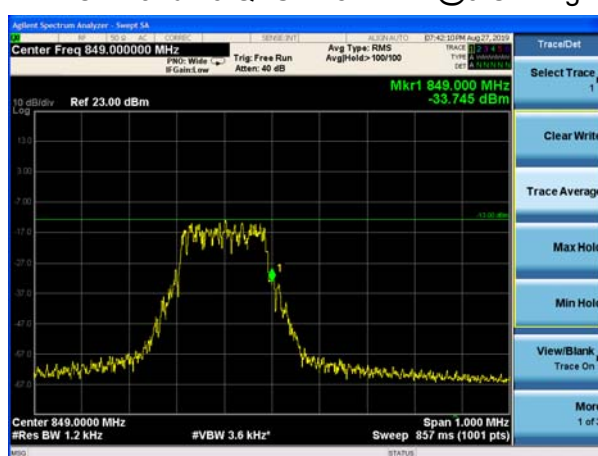 Agilent Spectrum Analyzer - Swept SA
RF 50 Ω AC CORREC SENSE:INT ALIGN AUTO 07:42:10 PM Aug 27, 2019
Center Freq 849.000000 MHz
PNO: Wide
IFGain:Low
Trig: Free Run
Atten: 40 dB
Avg Type: RMS
Avg|Hold>100/100
TRACE 1 2 3 4 5 6
TYPE
DET A N N N N N
Mkr1 849.000 MHz
-33.745 dBm
10 dB/div
Log
Ref 23.00 dBm
13.0
3.00
-7.00
-13.00 dBm
-17.0
-27.0
1
-37.0
-47.0
-57.0
-67.0
Center 849.0000 MHz
Span 1.000 MHz
#Res BW 1.2 kHz
#VBW 3.6 kHz*
Sweep 857 ms (1001 pts)
MSG
STATUS
Trace/Det
Select Trace
1
Clear Write
Trace Average
Max Hold
Min Hold
View/Blank
Trace On
More
1 of 3